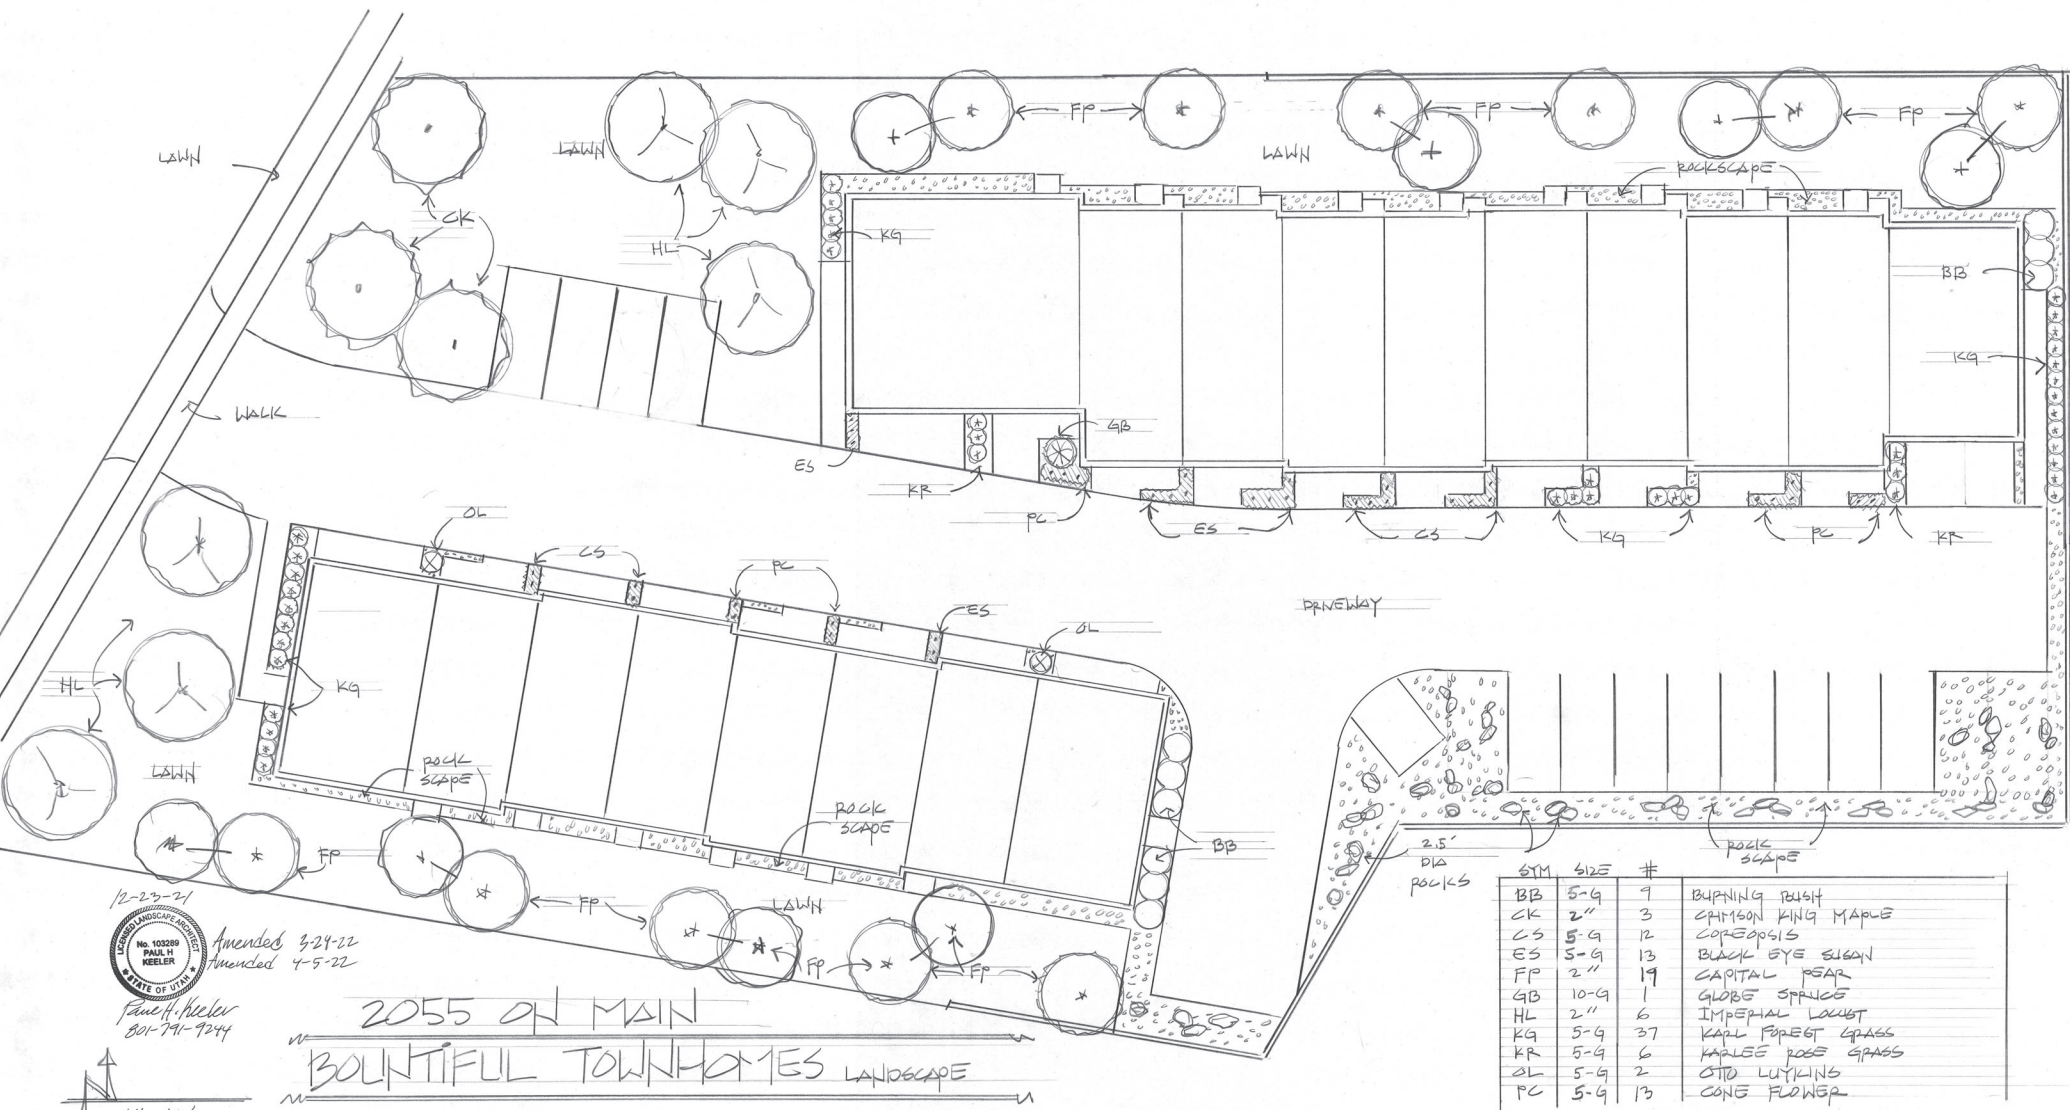 FP
FP
FP
LAWN
LAWN
LAWN
ROCKSCAPE
CK
HL
KG
BB
KG
WALK
GB
ES
KR
PC
ES
CS
KG
PC
KR
OL
CS
PC
ES
OL
DRIVEWAY
HL
KG
LAWN
ROCK
SCAPE
ROCK
SCAPE
BB
2.5'
DIA
ROCKS
ROCK
SCAPE
FP
FP
LAWN
FP
FP
12-23-21
LICENSED LANDSCAPE ARCHITECT
No. 103289
PAUL H
KEELER
STATE OF UTAH
Amended 3-24-22
Amended 4-5-22
Paul H. Keeler
801-791-9244
N
2055 ON MAIN
BOUNTIFUL TOWNHOMES LANDSCAPE
SYM SIZE #
BB 5-G 9 BURNING BUSH
CK 2" 3 CRIMSON KING MAPLE
CS 5-G 12 COREOPSIS
ES 5-G 13 BLACK EYE SUSAN
FP 2" 19 CAPITAL PEAR
GB 10-G 1 GLOBE SPRUCE
HL 2" 6 IMPERIAL LOCUST
KG 5-G 37 KARL FOREST GRASS
KR 5-G 6 KARLEE ROSE GRASS
OL 5-G 2 OTTO LUYKINS
PC 5-G 13 CONE FLOWER